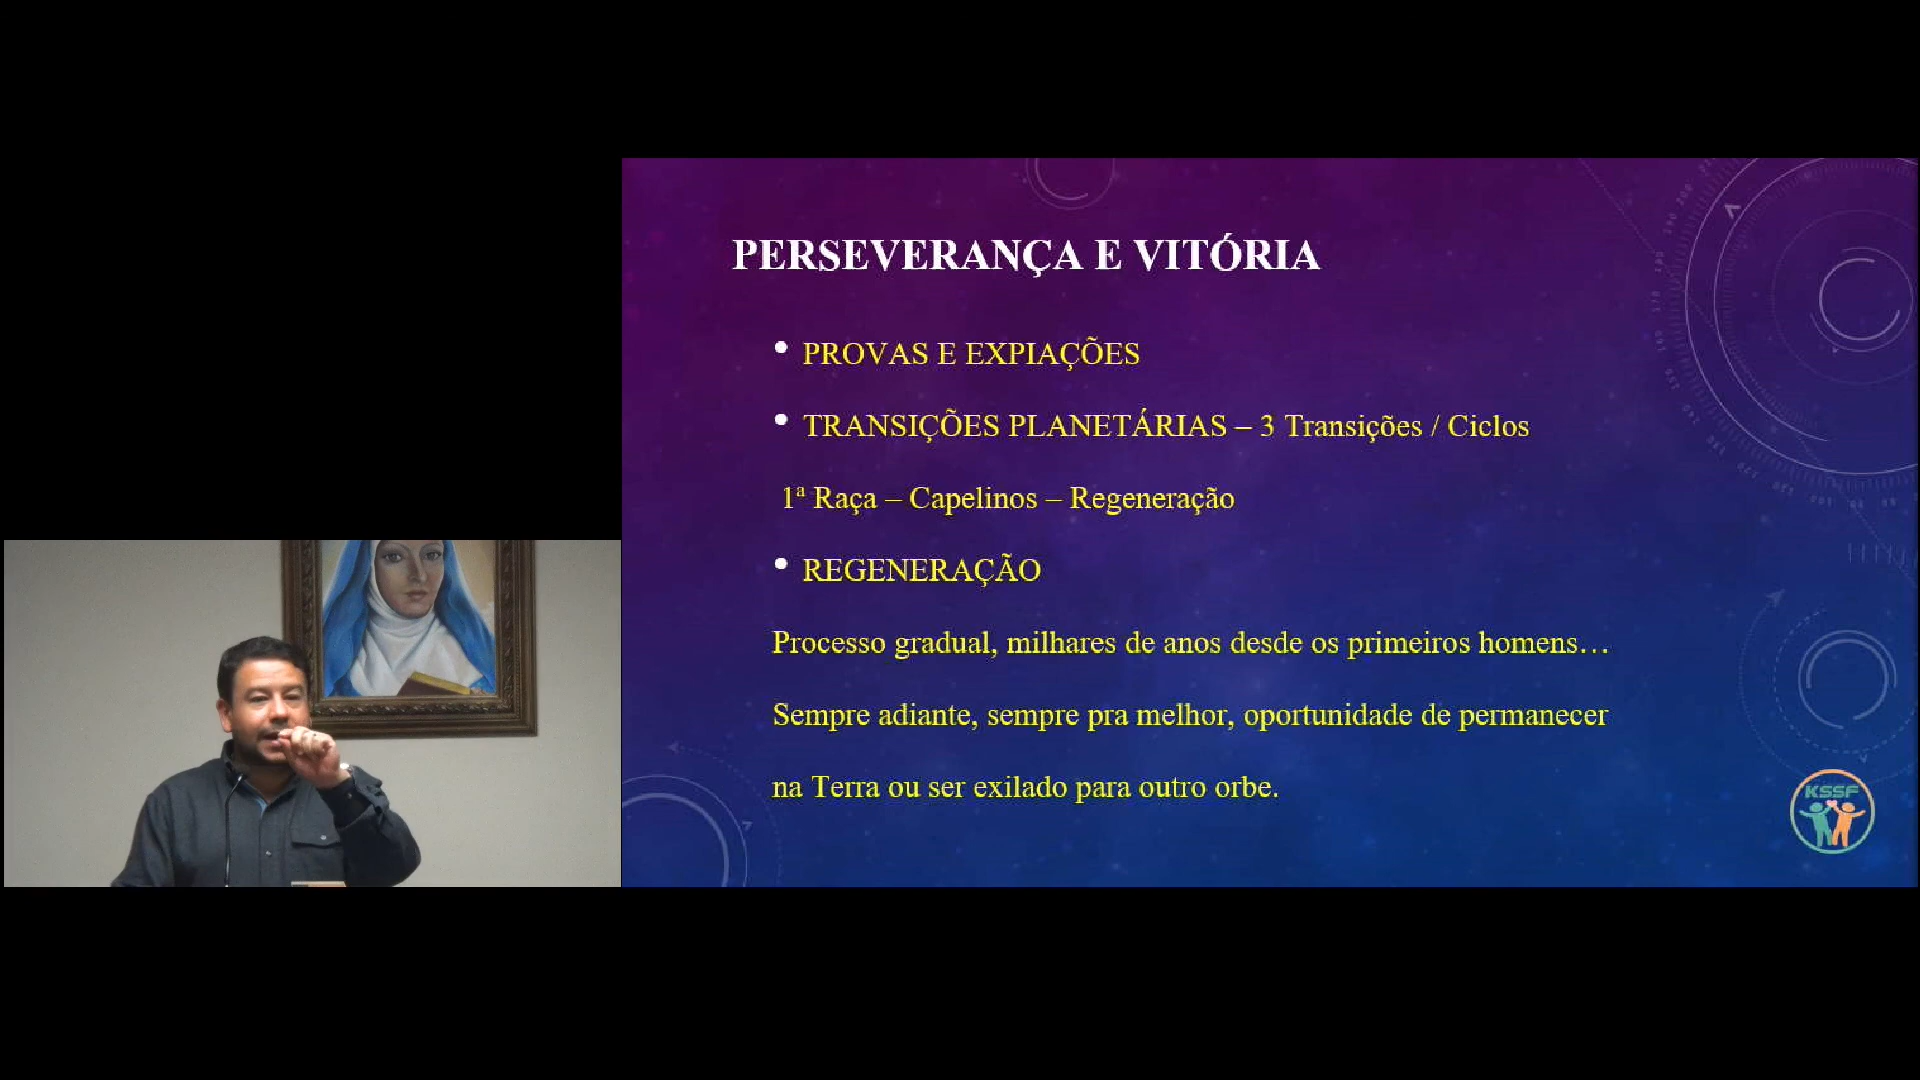 PERSEVERANÇA E VITÓRIA
• PROVAS E EXPIAÇÕES
• TRANSIÇÕES PLANETÁRIAS – 3 Transições / Ciclos
1ª Raça – Capelinos – Regeneração
• REGENERAÇÃO
Processo gradual, milhares de anos desde os primeiros homens…
Sempre adiante, sempre pra melhor, oportunidade de permanecer
na Terra ou ser exilado para outro orbe.
KSSF